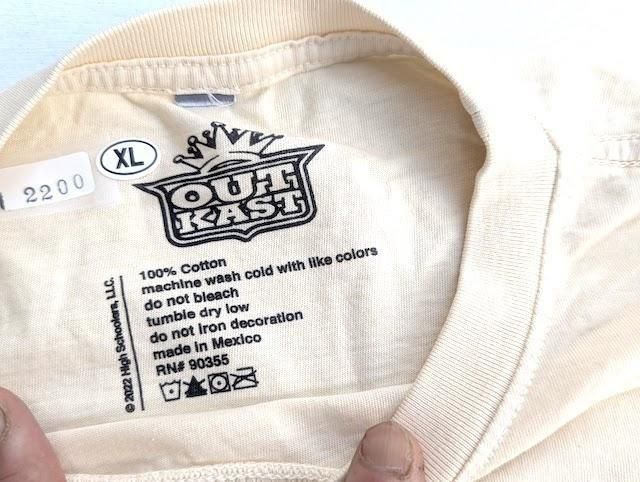 XL
2200
OUT
KAST
100% Cotton
machine wash cold with like colors
do not bleach
tumble dry low
do not iron decoration
made in Mexico
RN# 90355
© 2022 High Schoolers, LLC.